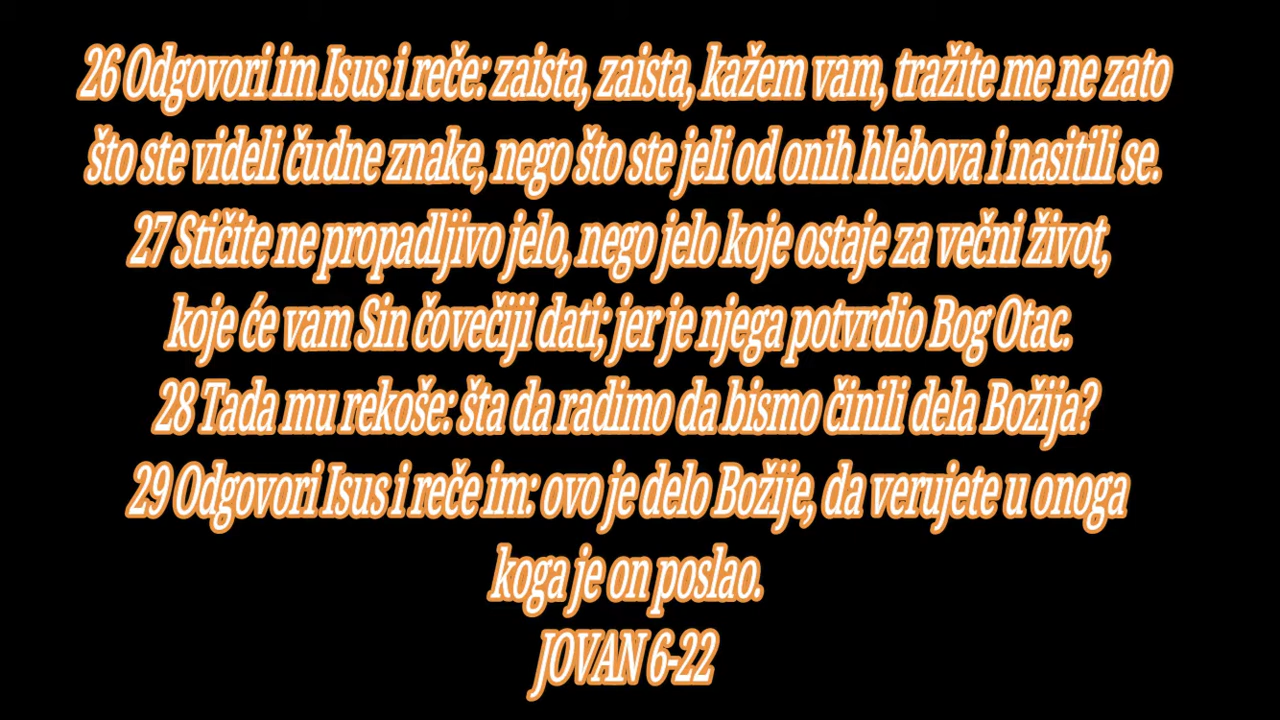 26 Odgovori im Isus i reče: zaista, zaista, kažem vam, tražite me ne zato
što ste videli čudne znake, nego što ste jeli od onih hlebova i nasitili se.
27 Stičite ne propadljivo jelo, nego jelo koje ostaje za večni život,
koje će vam Sin čovečiji dati; jer je njega potvrdio Bog Otac.
28 Tada mu rekoše: šta da radimo da bismo činili dela Božija?
29 Odgovori Isus i reče im: ovo je delo Božije, da verujete u onoga
koga je on poslao.
JOVAN 6-22